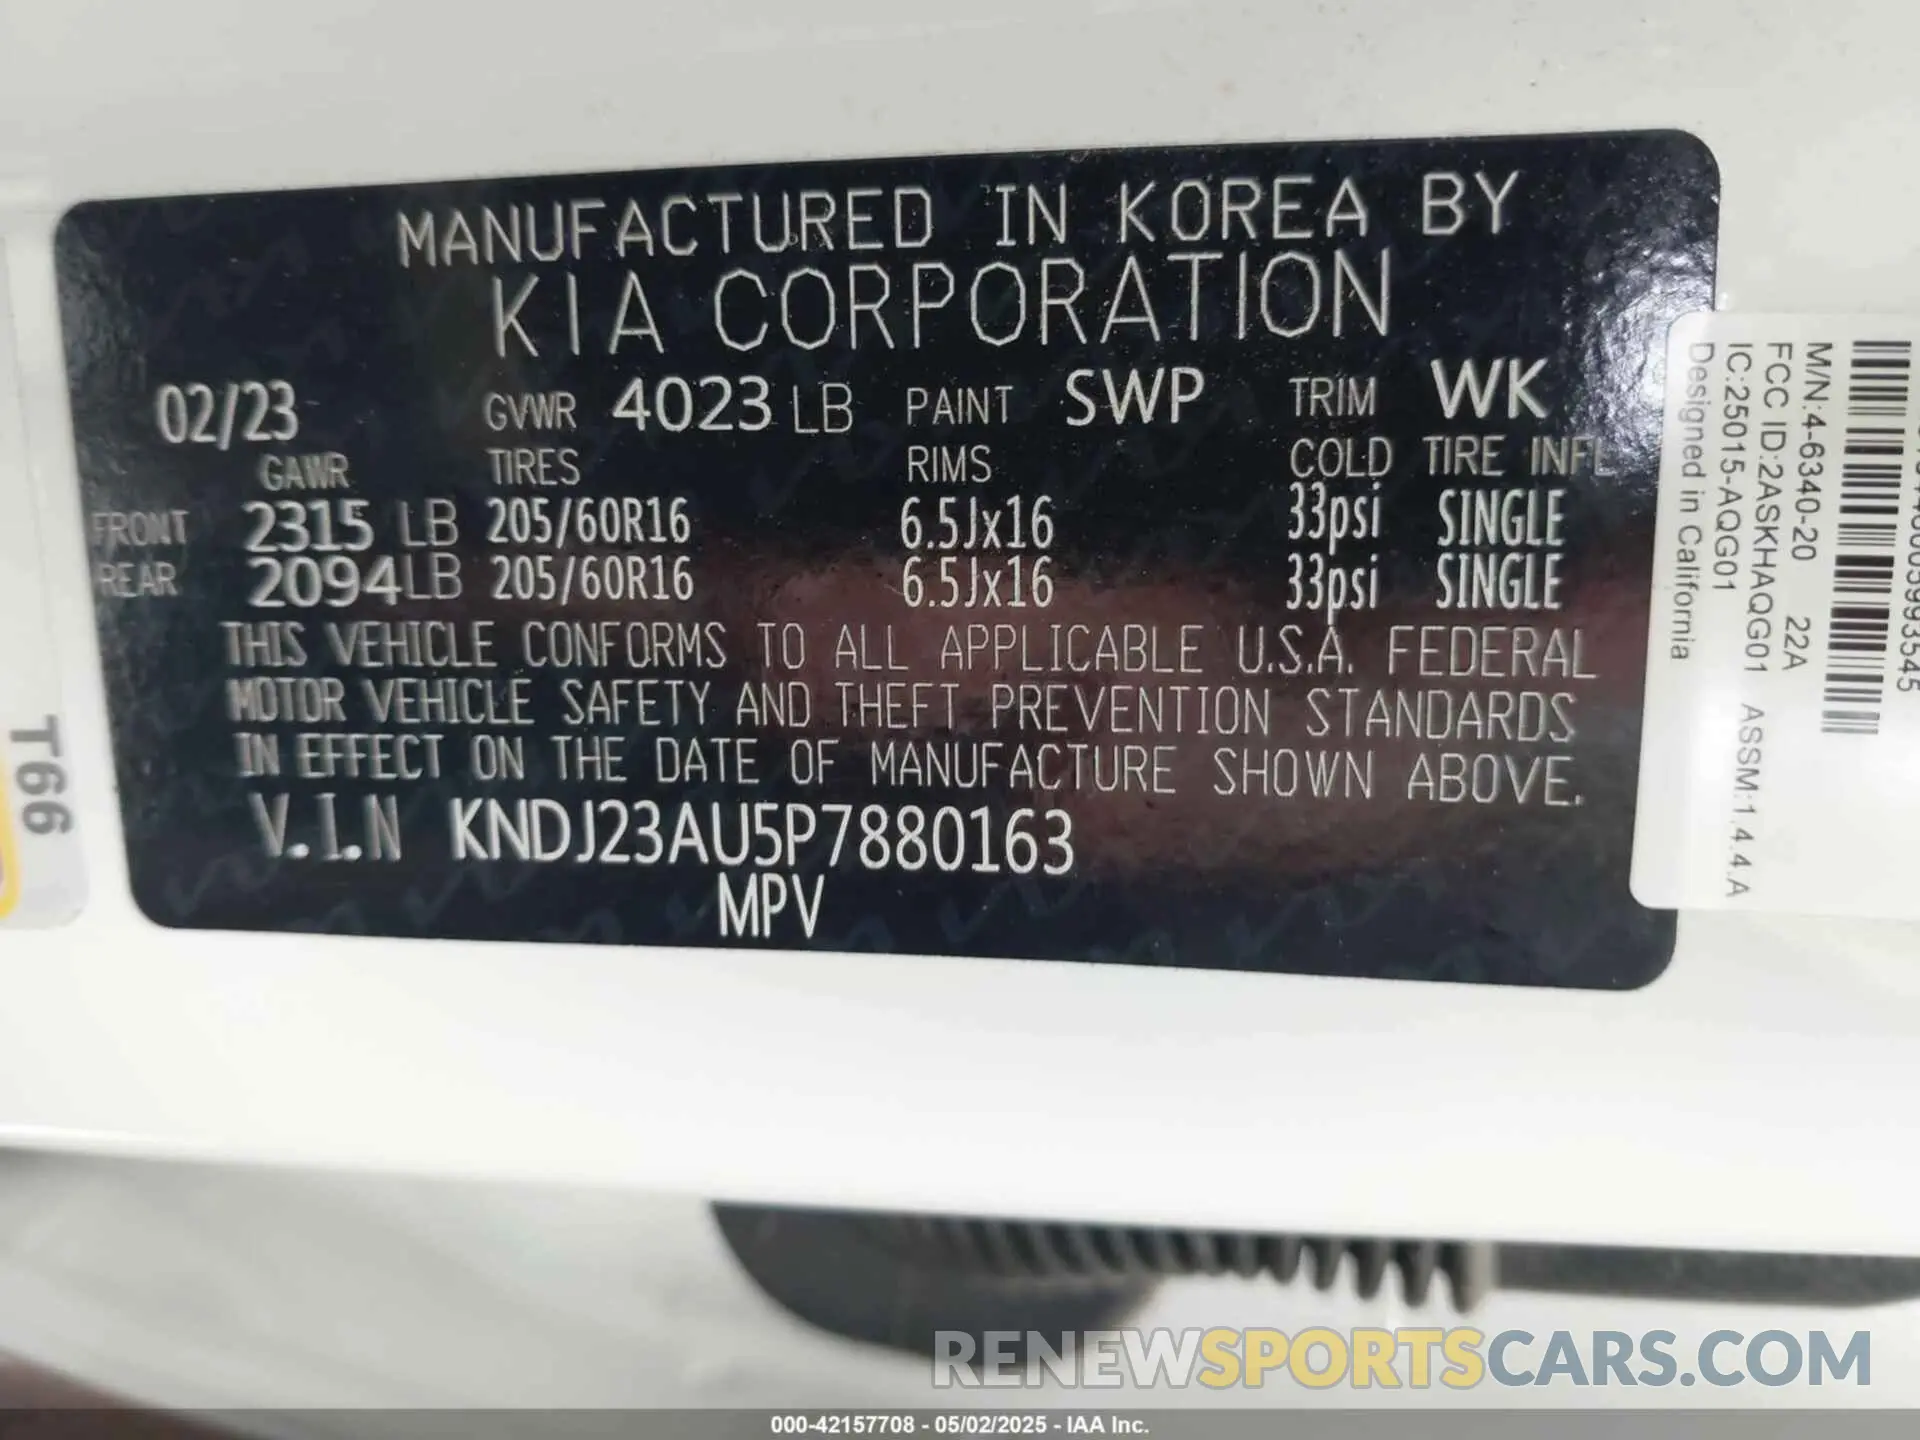 MANUFACTURED IN KOREA BY
KIA CORPORATION
02/23 GVWR 4023 LB PAINT SWP TRIM WK
GAWR TIRES RIMS COLD TIRE INFL
FRONT 2315 LB 205/60R16 6.5Jx16 33psi SINGLE
REAR 2094 LB 205/60R16 6.5Jx16 33psi SINGLE
THIS VEHICLE CONFORMS TO ALL APPLICABLE U.S.A. FEDERAL
MOTOR VEHICLE SAFETY AND THEFT PREVENTION STANDARDS
IN EFFECT ON THE DATE OF MANUFACTURE SHOWN ABOVE.
V.I.N KNDJ23AU5P7880163
MPV
M/N:4-6340-20 22A
FCC ID:2ASKHAQQG01 ASSM:1.4.4.A
IC:25015-AQQG01
Designed in California
T66
RENEWSPORTSCARS.COM
000-42157708 - 05/02/2025 - IAA Inc.